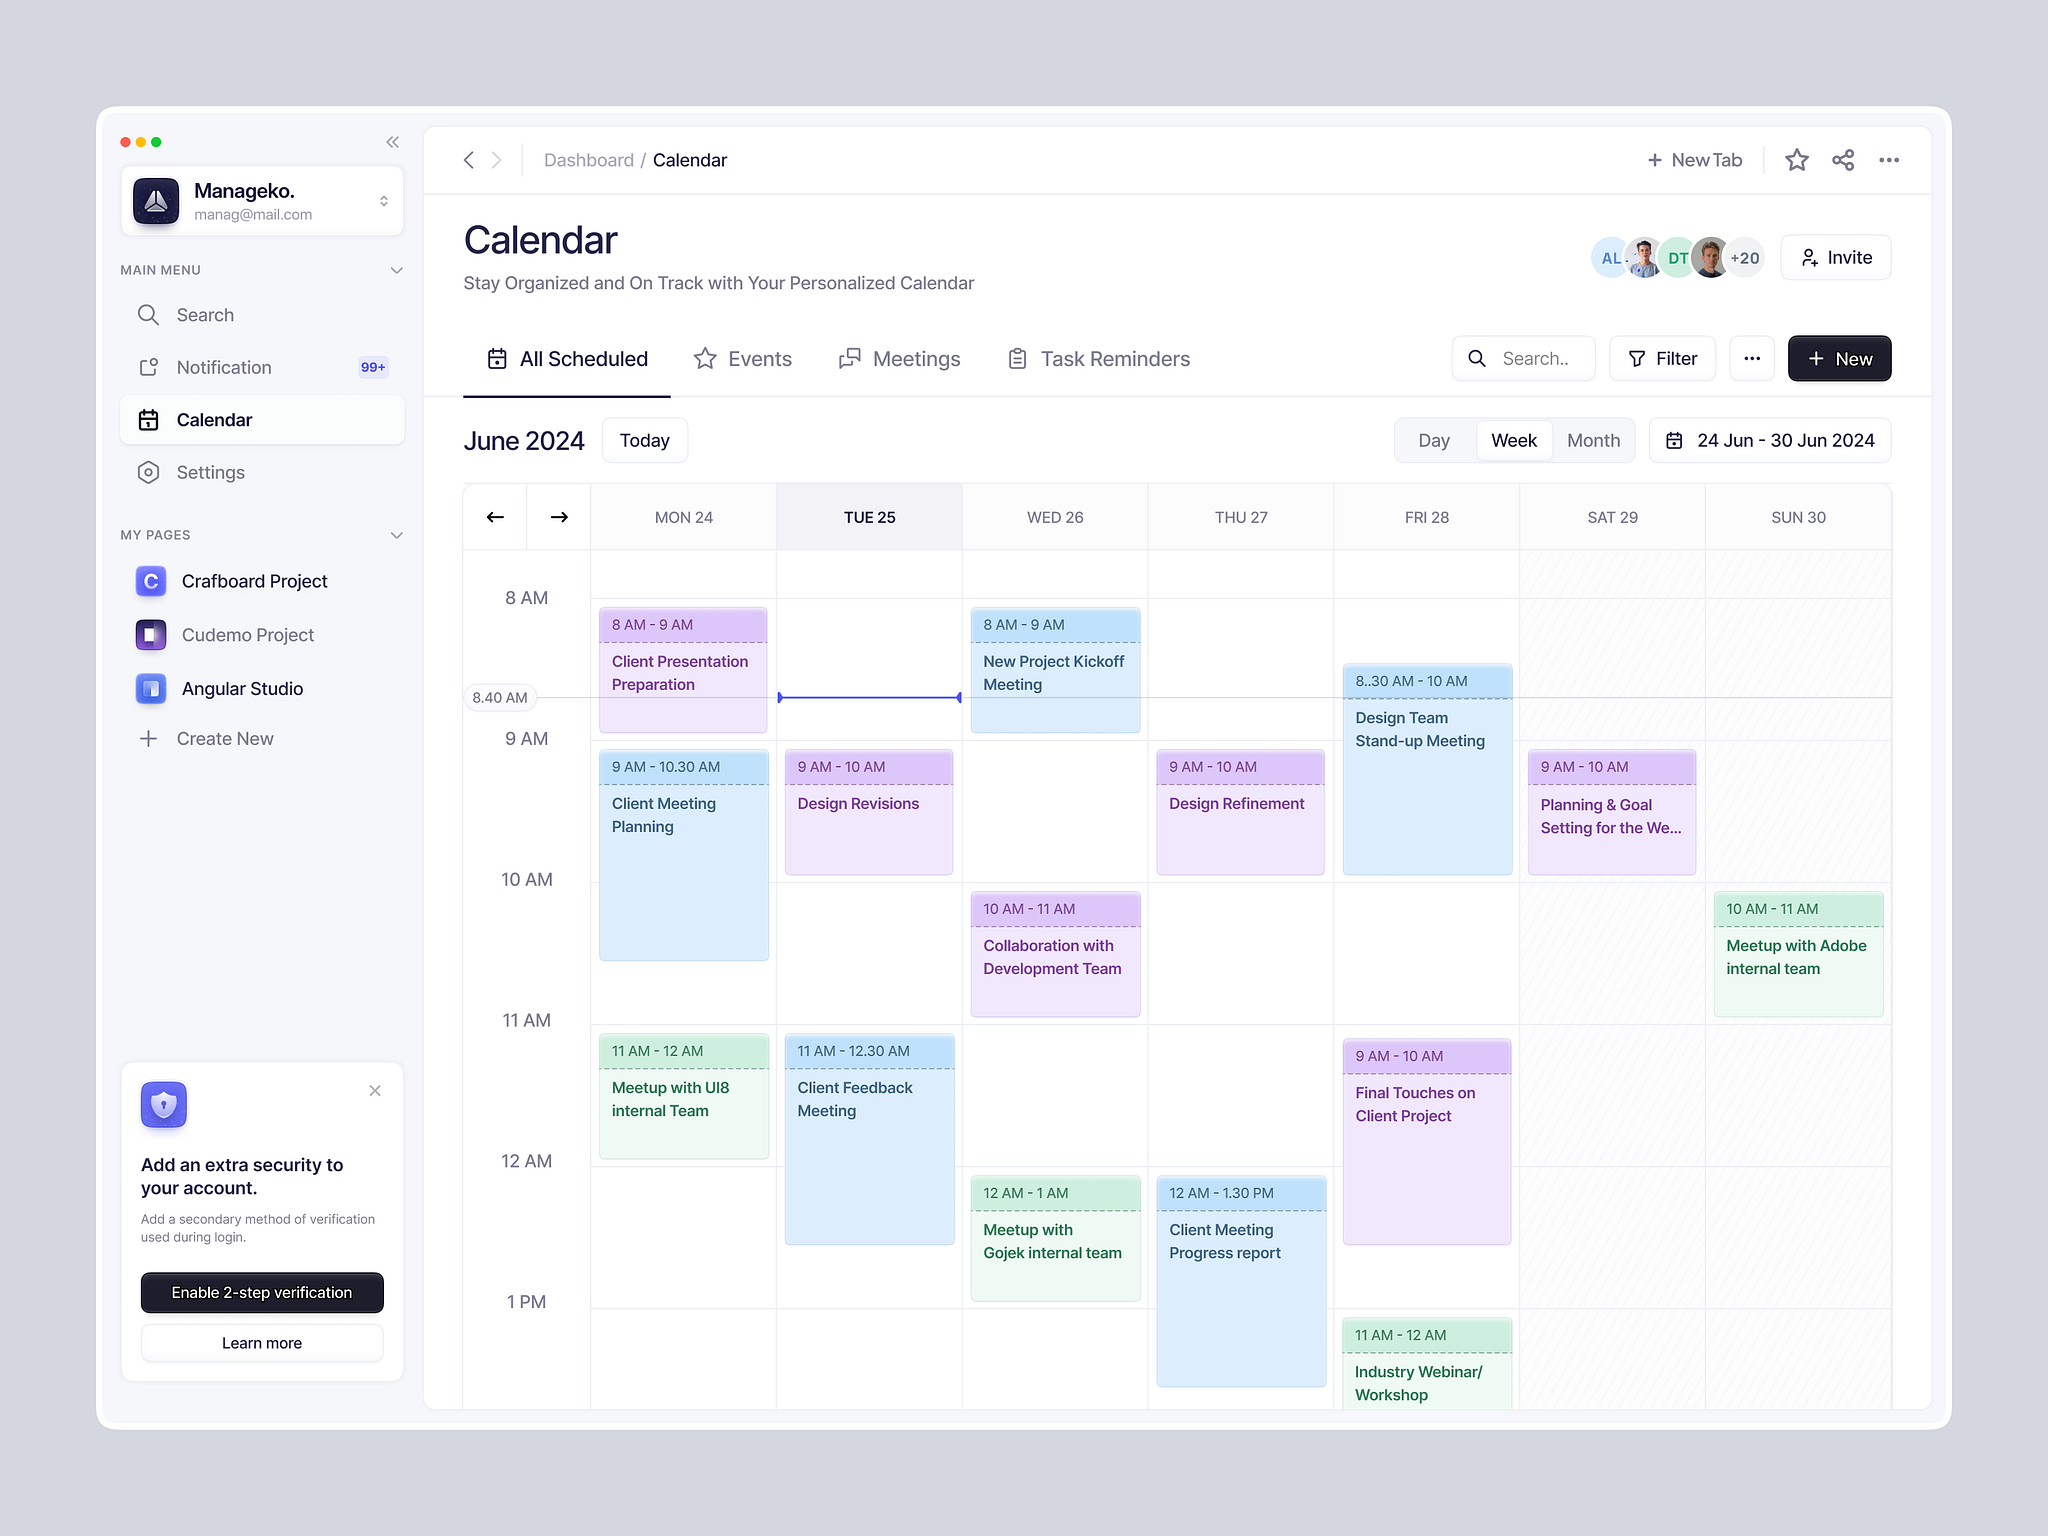 Manageko.
manag@mail.com
MAIN MENU
Search
Notification
99+
Calendar
Settings
MY PAGES
C
Crafboard Project
Cudemo Project
Angular Studio
Create New
Add an extra security to
your account.
Add a secondary method of verification
used during login.
Enable 2-step verification
Learn more
Dashboard / Calendar
New Tab
Calendar
Stay Organized and On Track with Your Personalized Calendar
AL
DT
+20
Invite
All Scheduled
Events
Meetings
Task Reminders
Search..
Filter
New
June 2024
Today
Day
Week
Month
24 Jun - 30 Jun 2024
MON 24
TUE 25
WED 26
THU 27
FRI 28
SAT 29
SUN 30
8 AM
8.40 AM
9 AM
10 AM
11 AM
12 AM
1 PM
8 AM - 9 AM
Client Presentation
Preparation
9 AM - 10.30 AM
Client Meeting
Planning
11 AM - 12 AM
Meetup with UI8
internal Team
9 AM - 10 AM
Design Revisions
11 AM - 12.30 AM
Client Feedback
Meeting
8 AM - 9 AM
New Project Kickoff
Meeting
10 AM - 11 AM
Collaboration with
Development Team
12 AM - 1 AM
Meetup with
Gojek internal team
9 AM - 10 AM
Design Refinement
12 AM - 1.30 PM
Client Meeting
Progress report
8..30 AM - 10 AM
Design Team
Stand-up Meeting
9 AM - 10 AM
Final Touches on
Client Project
11 AM - 12 AM
Industry Webinar/
Workshop
9 AM - 10 AM
Planning & Goal
Setting for the We...
10 AM - 11 AM
Meetup with Adobe
internal team